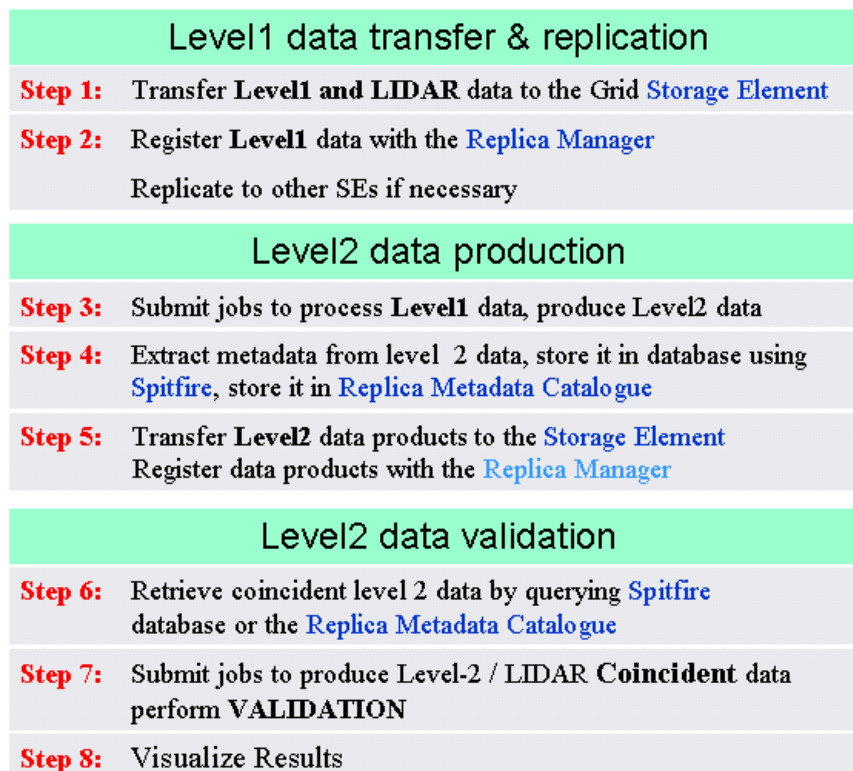 Level1 data transfer & replication
Step 1: Transfer Level1 and LIDAR data to the Grid Storage Element
Step 2: Register Level1 data with the Replica Manager
Replicate to other SEs if necessary
Level2 data production
Step 3: Submit jobs to process Level1 data, produce Level2 data
Step 4: Extract metadata from level 2 data, store it in database using
Spitfire, store it in Replica Metadata Catalogue
Step 5: Transfer Level2 data products to the Storage Element
Register data products with the Replica Manager
Level2 data validation
Step 6: Retrieve coincident level 2 data by querying Spitfire
database or the Replica Metadata Catalogue
Step 7: Submit jobs to produce Level-2 / LIDAR Coincident data
perform VALIDATION
Step 8: Visualize Results